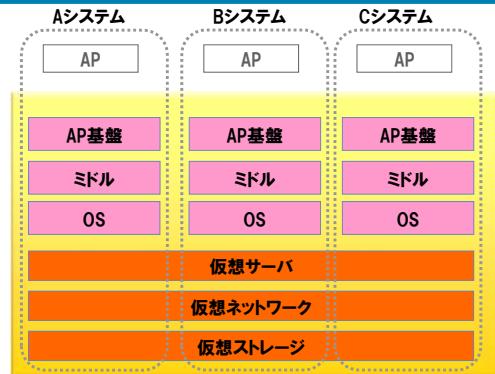 Aシステム Bシステム Cシステム
AP AP AP
AP基盤 AP基盤 AP基盤
ミドル ミドル ミドル
OS OS OS
仮想サーバ
仮想ネットワーク
仮想ストレージ